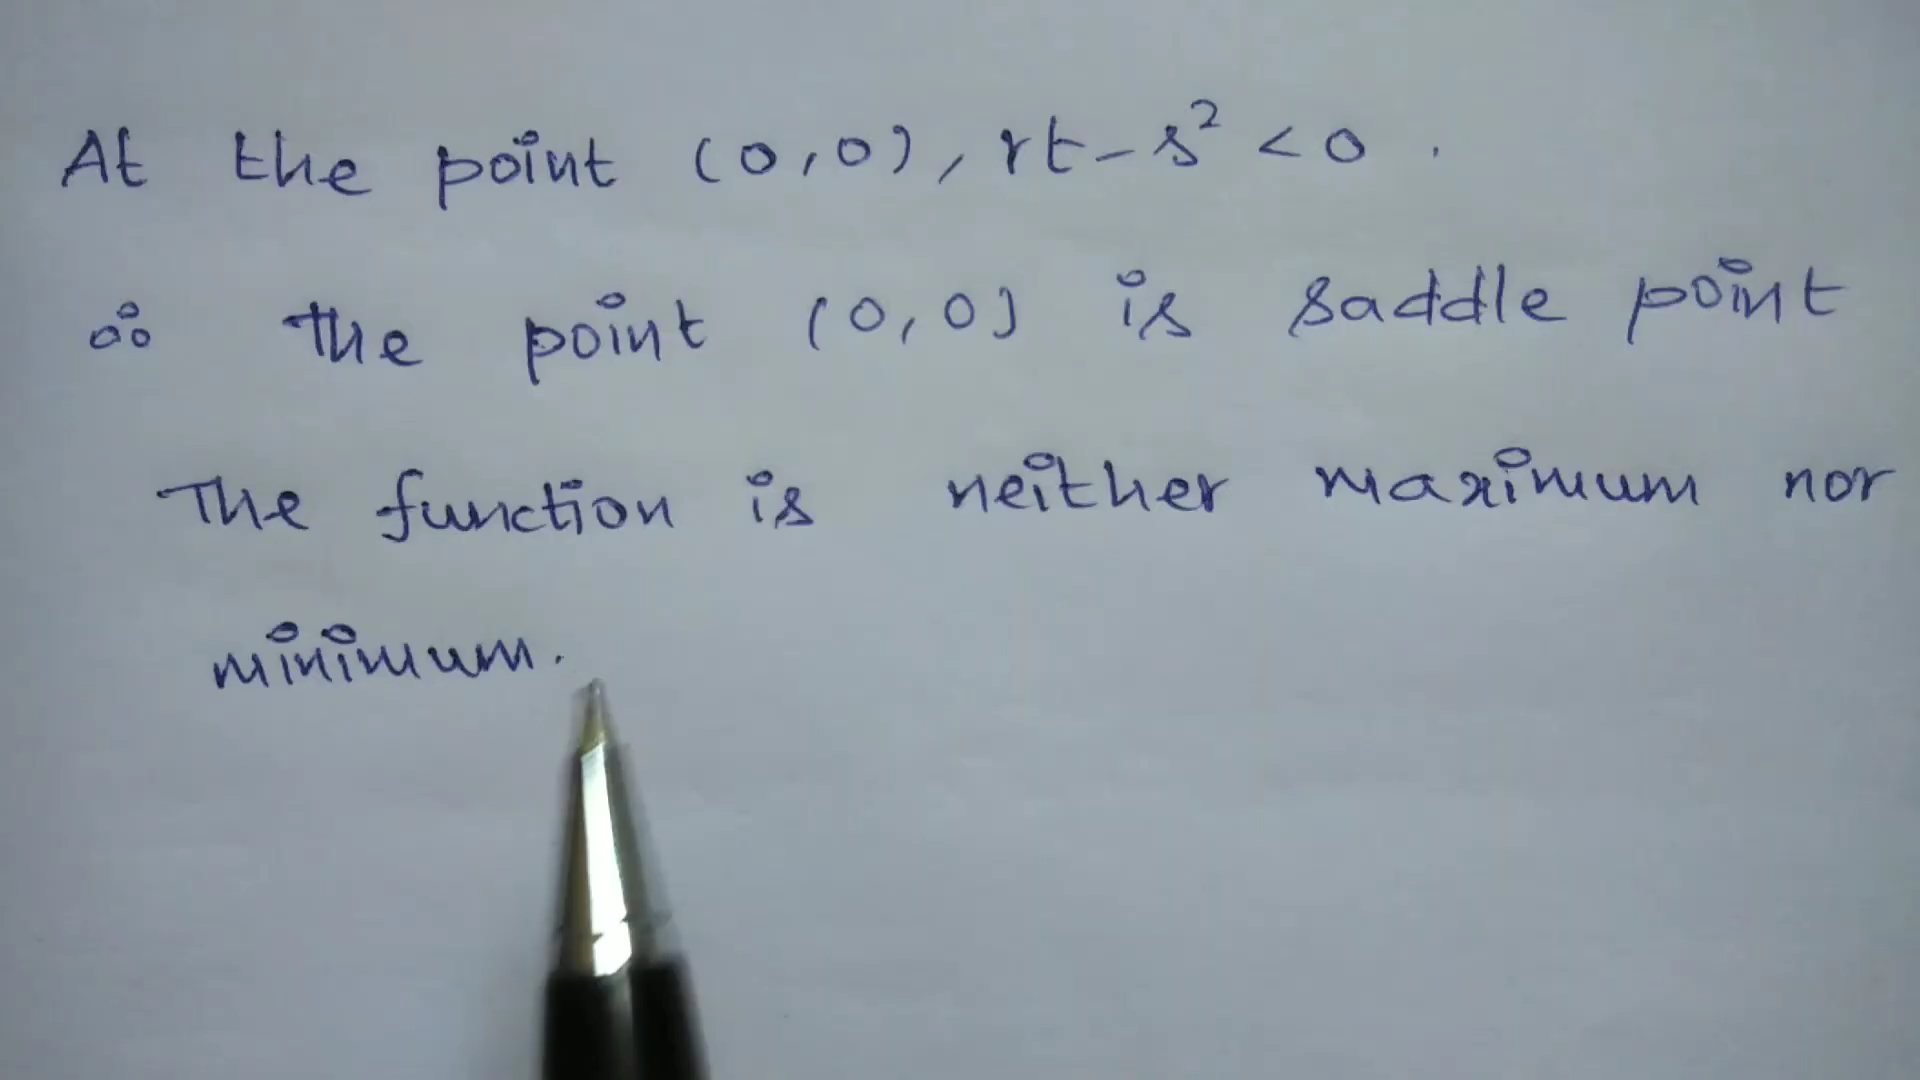 At the point (0,0), rt-s² <0.
∴ the point (0,0) is saddle point
The function is neither maximum nor
minimum.